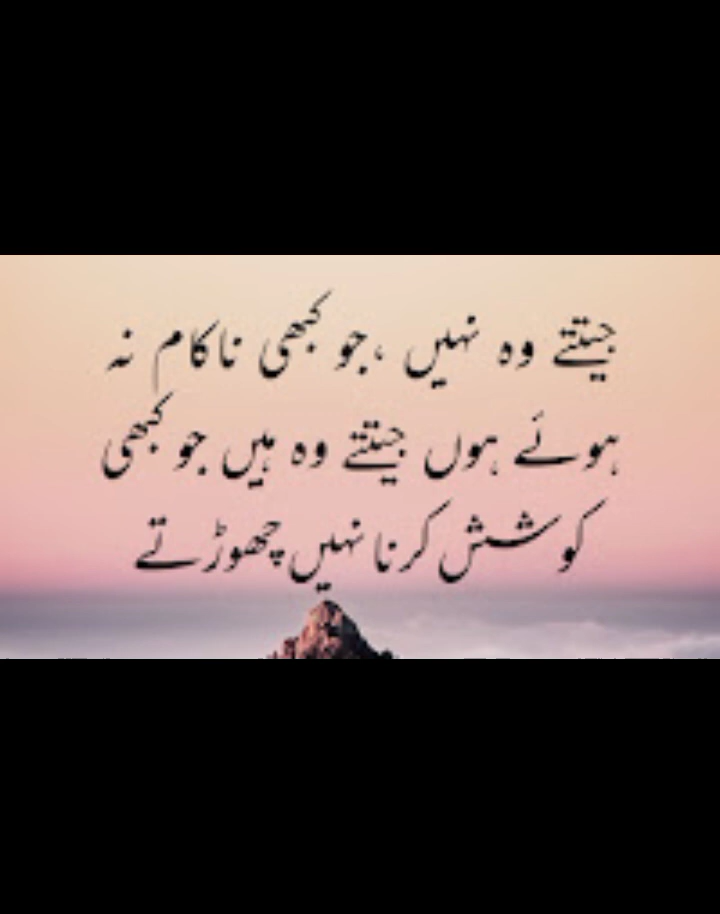 جیتتے وہ نہیں ،جو کبھی ناکام نہ
ہوئے ہوں جیتتے وہ ہیں جو کبھی
کوشش کرنا نہیں چھوڑتے